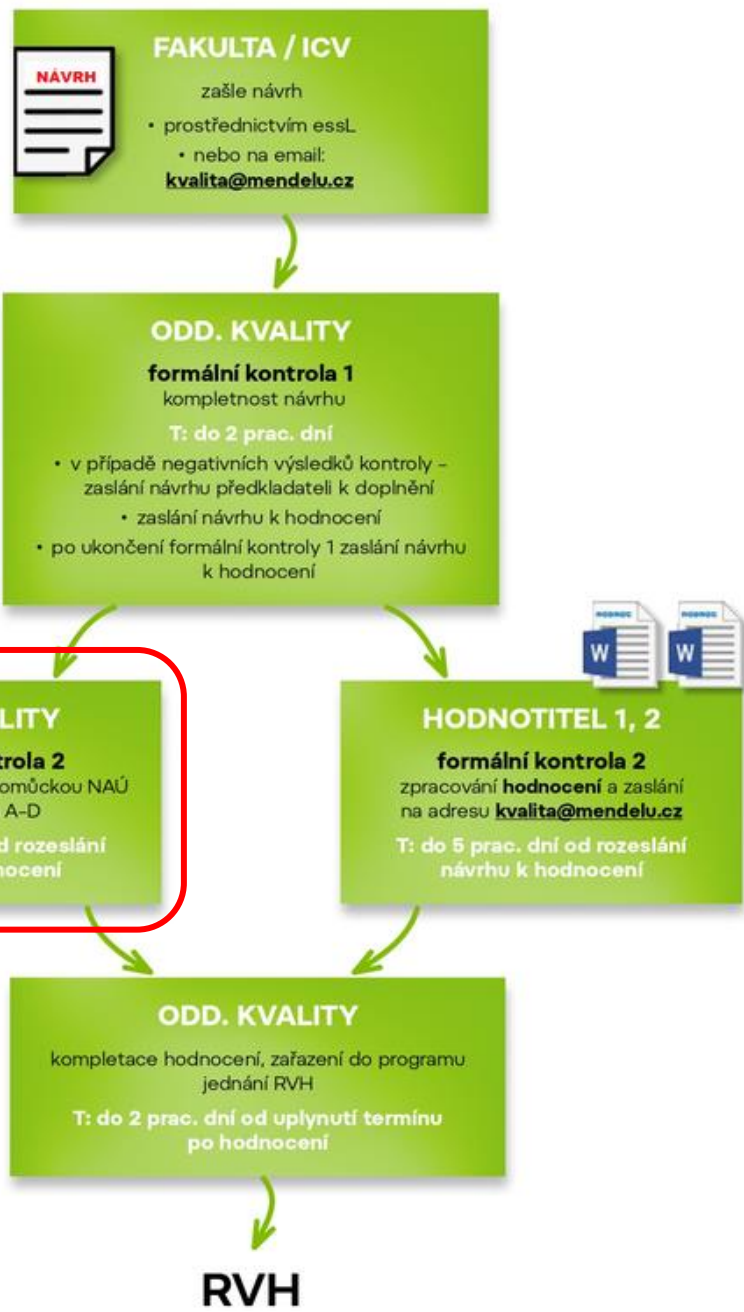 FAKULTA / ICV
NÁVRH
zašle návrh
• prostřednictvím essL
• nebo na email:
kvalita@mendelu.cz
ODD. KVALITY
formální kontrola 1
kompletnost návrhu
T: do 2 prac. dní
• v případě negativních výsledků kontroly –
zaslání návrhu předkladateli k doplnění
• zaslání návrhu k hodnocení
• po ukončení formální kontroly 1 zaslání návrhu
k hodnocení
LITY
trola 2
omůckou NAÚ
A-D
d rozeslání
nocení
W
W
HODNOTITEL 1, 2
formální kontrola 2
zpracování hodnocení a zaslání
na adresu kvalita@mendelu.cz
T: do 5 prac. dní od rozeslání
návrhu k hodnocení
ODD. KVALITY
kompletace hodnocení, zařazení do programu
jednání RVH
T: do 2 prac. dní od uplynutí termínu
po hodnocení
RVH